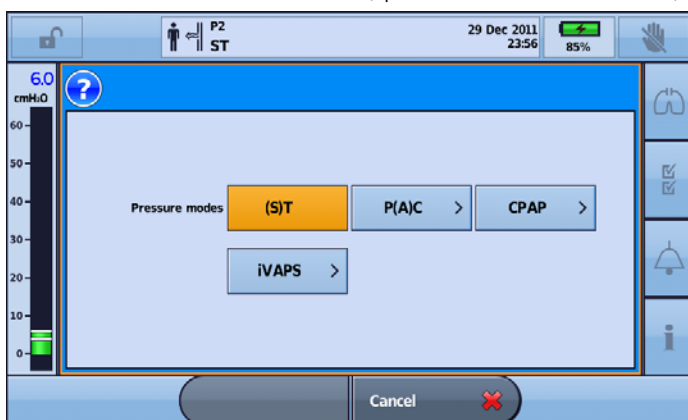 P2
ST
29 Dec 2011
23:56
85%
6.0
cmH₂O
?
60
50
40
30
20
10
0
Pressure modes (S)T P(A)C > CPAP >
iVAPS >
i
Cancel